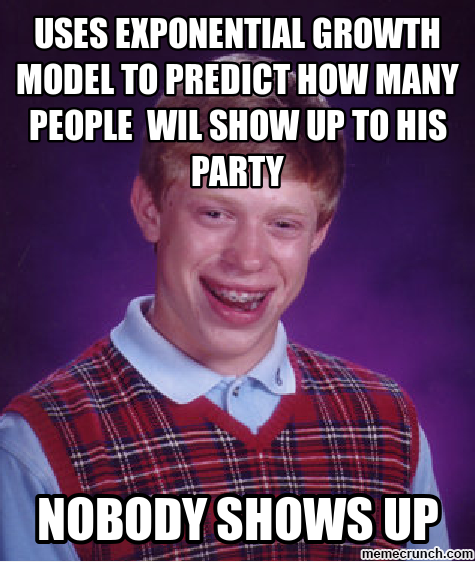 USES EXPONENTIAL GROWTH
MODEL TO PREDICT HOW MANY
PEOPLE WIL SHOW UP TO HIS
PARTY
NOBODY SHOWS UP
memecrunch.com